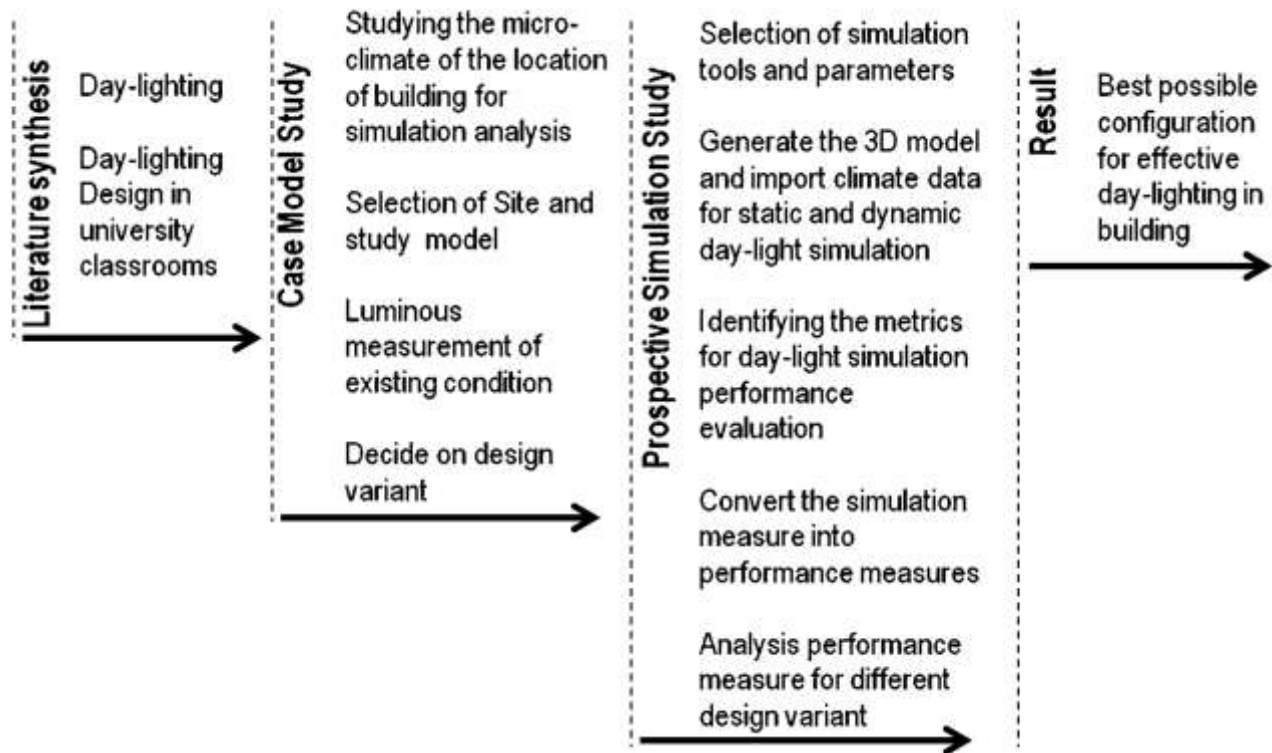 Literature synthesis
Day-lighting
Day-lighting
Design in
university
classrooms
Case Model Study
Studying the micro-
climate of the location
of building for
simulation analysis
Selection of Site and
study model
Luminous
measurement of
existing condition
Decide on design
variant
Prospective Simulation Study
Selection of simulation
tools and parameters
Generate the 3D model
and import climate data
for static and dynamic
day-light simulation
Identifying the metrics
for day-light simulation
performance
evaluation
Convert the simulation
measure into
performance measures
Analysis performance
measure for different
design variant
Result
Best possible
configuration
for effective
day-lighting in
building